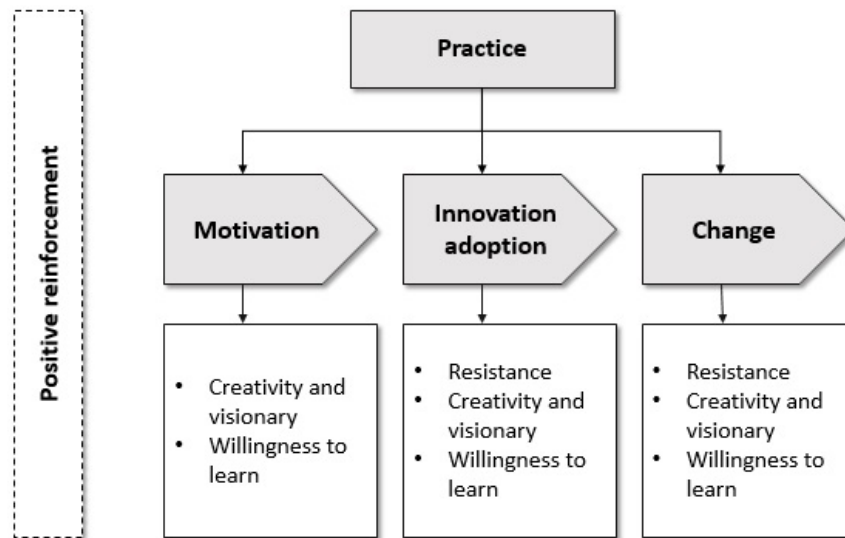 Positive reinforcement
Practice
Motivation
Innovation
adoption
Change
• Creativity and
visionary
• Willingness to
learn
• Resistance
• Creativity and
visionary
• Willingness to
learn
• Resistance
• Creativity and
visionary
• Willingness to
learn